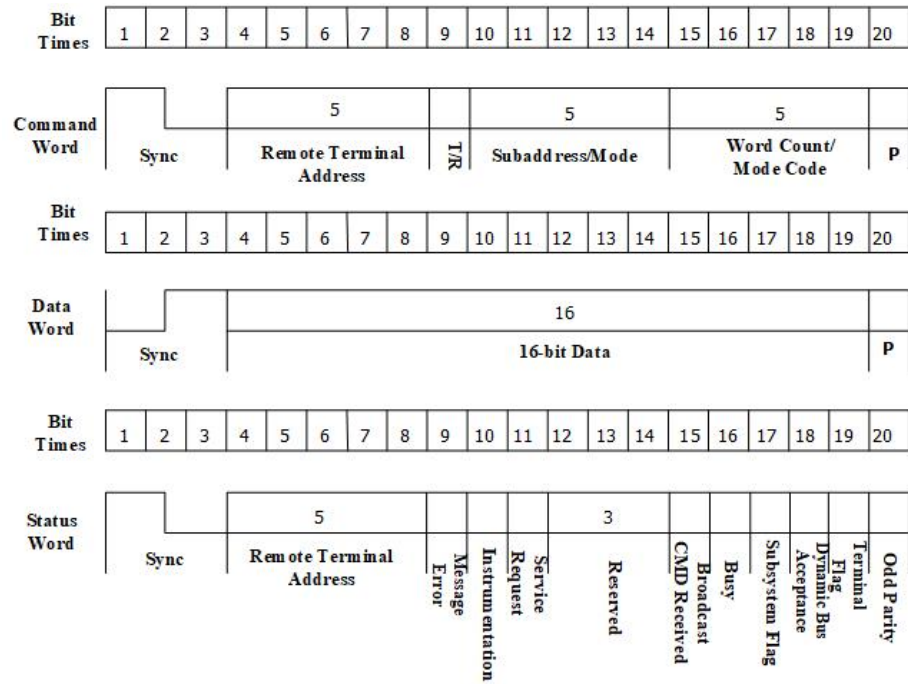 Bit
Times
1 2 3 4 5 6 7 8 9 10 11 12 13 14 15 16 17 18 19 20
Command
Word
5 5 5
Sync
Remote Terminal
Address
T/R
Subaddress/Mode
Word Count/
Mode Code
P
Bit
Times
1 2 3 4 5 6 7 8 9 10 11 12 13 14 15 16 17 18 19 20
Data
Word
16
Sync
16-bit Data
P
Bit
Times
1 2 3 4 5 6 7 8 9 10 11 12 13 14 15 16 17 18 19 20
Status
Word
5 3
Sync
Remote Terminal
Address
Message
Error
Instrumentation
Service
Request
Reserved
Broadcast
CMD Received
Busy
Subsystem Flag
Dynamic Bus
Acceptance
Terminal
Flag
Odd Parity